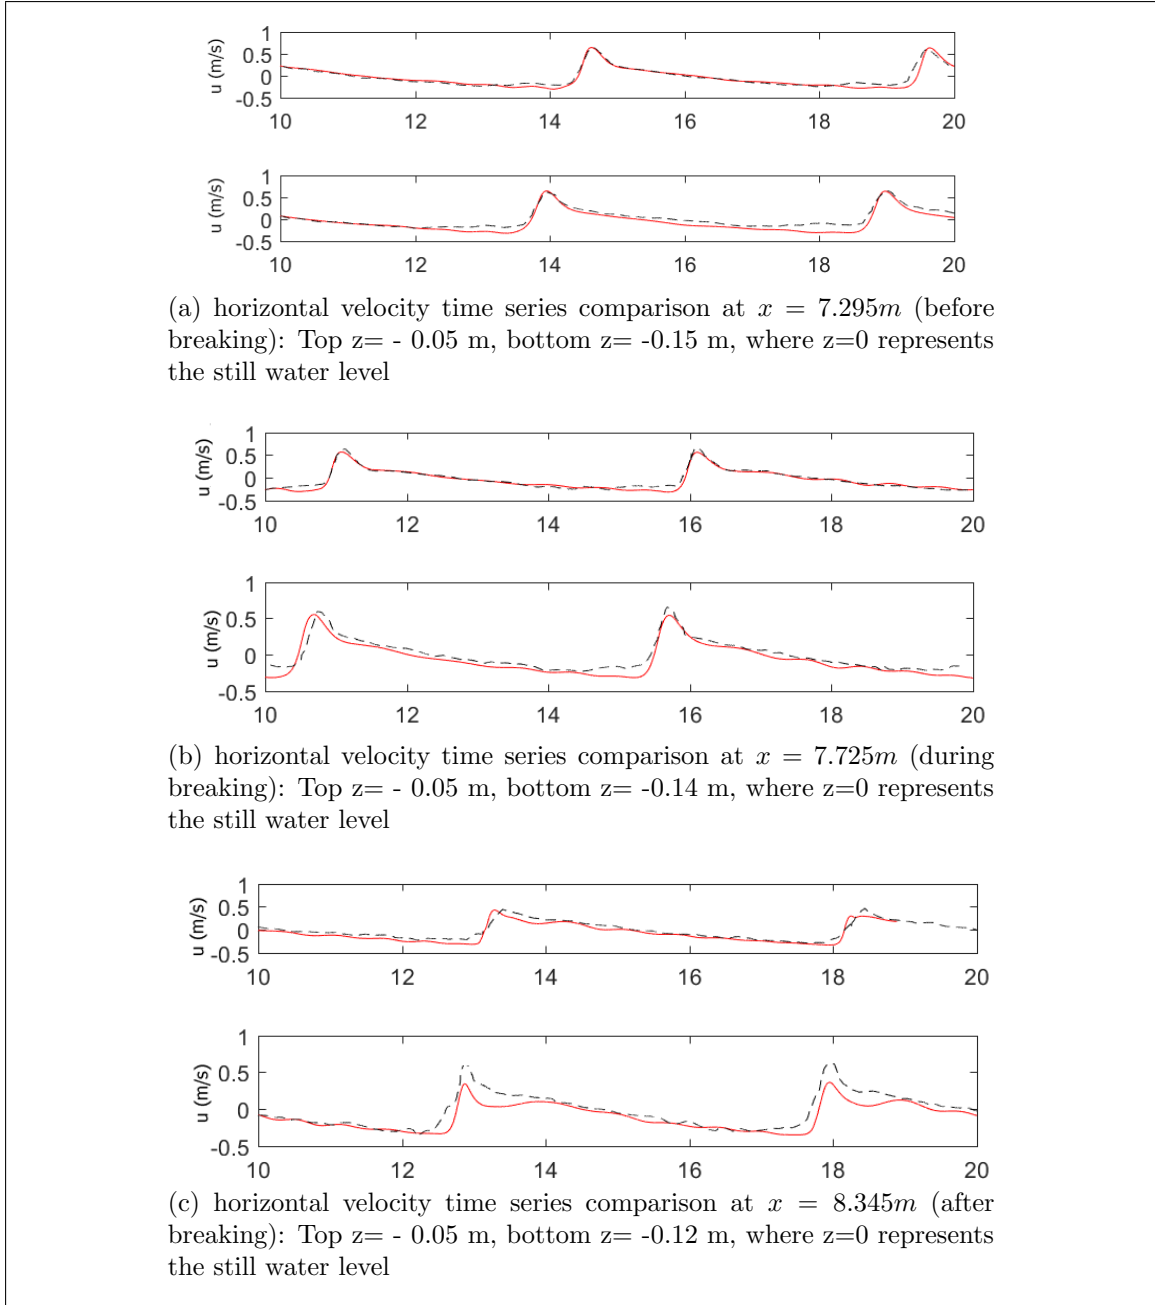 1
0.5
0
-0.5
u (m/s)
10 12 14 16 18 20
1
0.5
0
-0.5
u (m/s)
10 12 14 16 18 20
(a) horizontal velocity time series comparison at x = 7.295m (before
breaking): Top z= - 0.05 m, bottom z= -0.15 m, where z=0 represents
the still water level
1
0.5
0
-0.5
u (m/s)
10 12 14 16 18 20
1
0.5
0
-0.5
u (m/s)
10 12 14 16 18 20
(b) horizontal velocity time series comparison at x = 7.725m (during
breaking): Top z= - 0.05 m, bottom z= -0.14 m, where z=0 represents
the still water level
1
0.5
0
-0.5
u (m/s)
10 12 14 16 18 20
1
0.5
0
-0.5
u (m/s)
10 12 14 16 18 20
(c) horizontal velocity time series comparison at x = 8.345m (after
breaking): Top z= - 0.05 m, bottom z= -0.12 m, where z=0 represents
the still water level